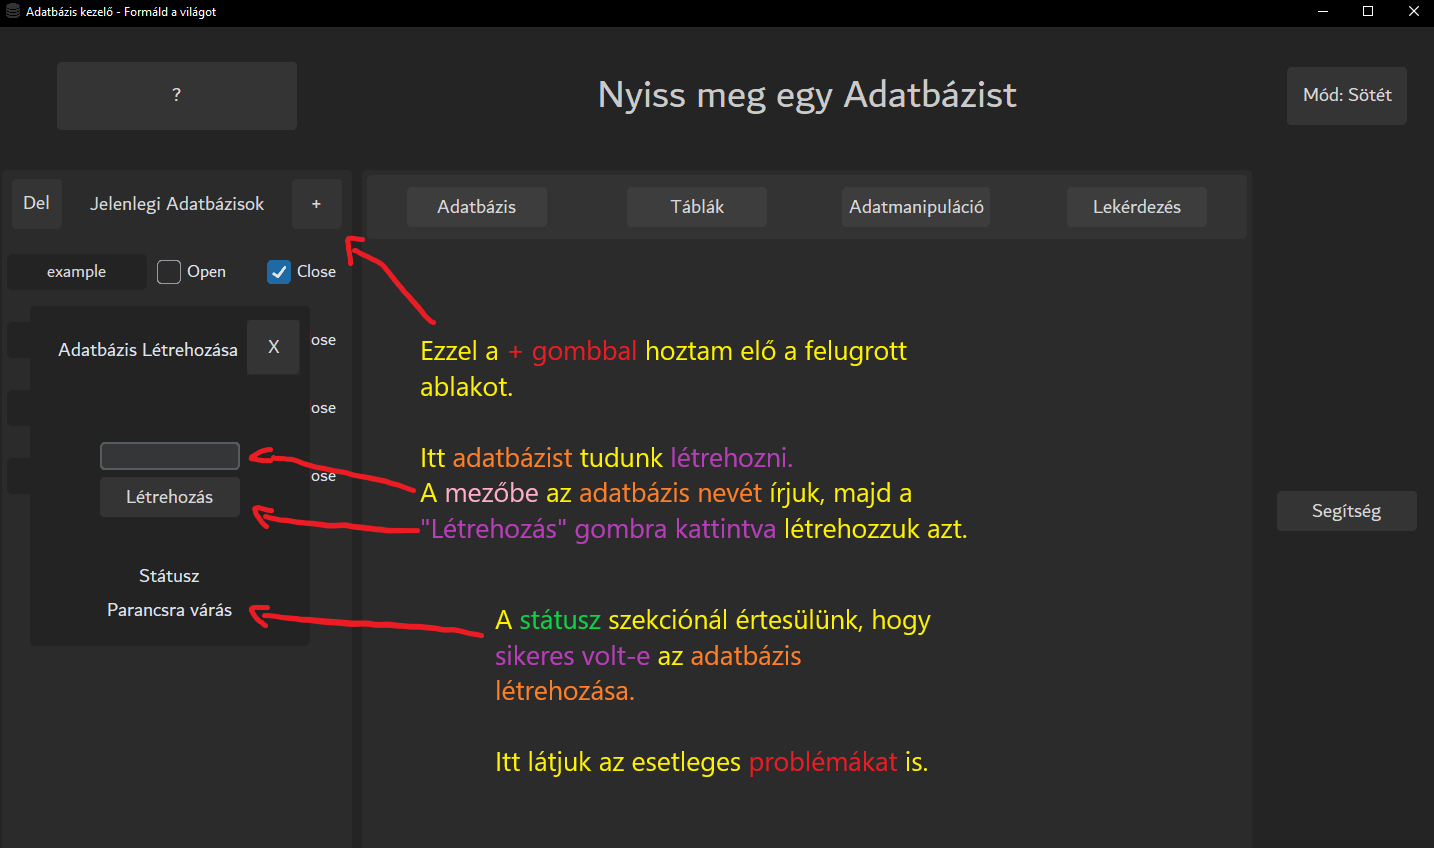 Adatbázis kezelő - Formáld a világot
?
Nyiss meg egy Adatbázist
Mód: Sötét
Del
Jelenlegi Adatbázisok
+
Adatbázis
Táblák
Adatmanipuláció
Lekérdezés
example
Open
Close
Adatbázis Létrehozása
X
ose
ose
ose
Létrehozás
Státusz
Parancsra várás
Ezzel a + gombbal hoztam elő a felugrott
ablakot.
Itt adatbázist tudunk létrehozni.
A mezőbe az adatbázis nevét írjuk, majd a
"Létrehozás" gombra kattintva létrehozzuk azt.
A státusz szekciónál értesülünk, hogy
sikeres volt-e az adatbázis
létrehozása.
Itt látjuk az esetleges problémákat is.
Segítség